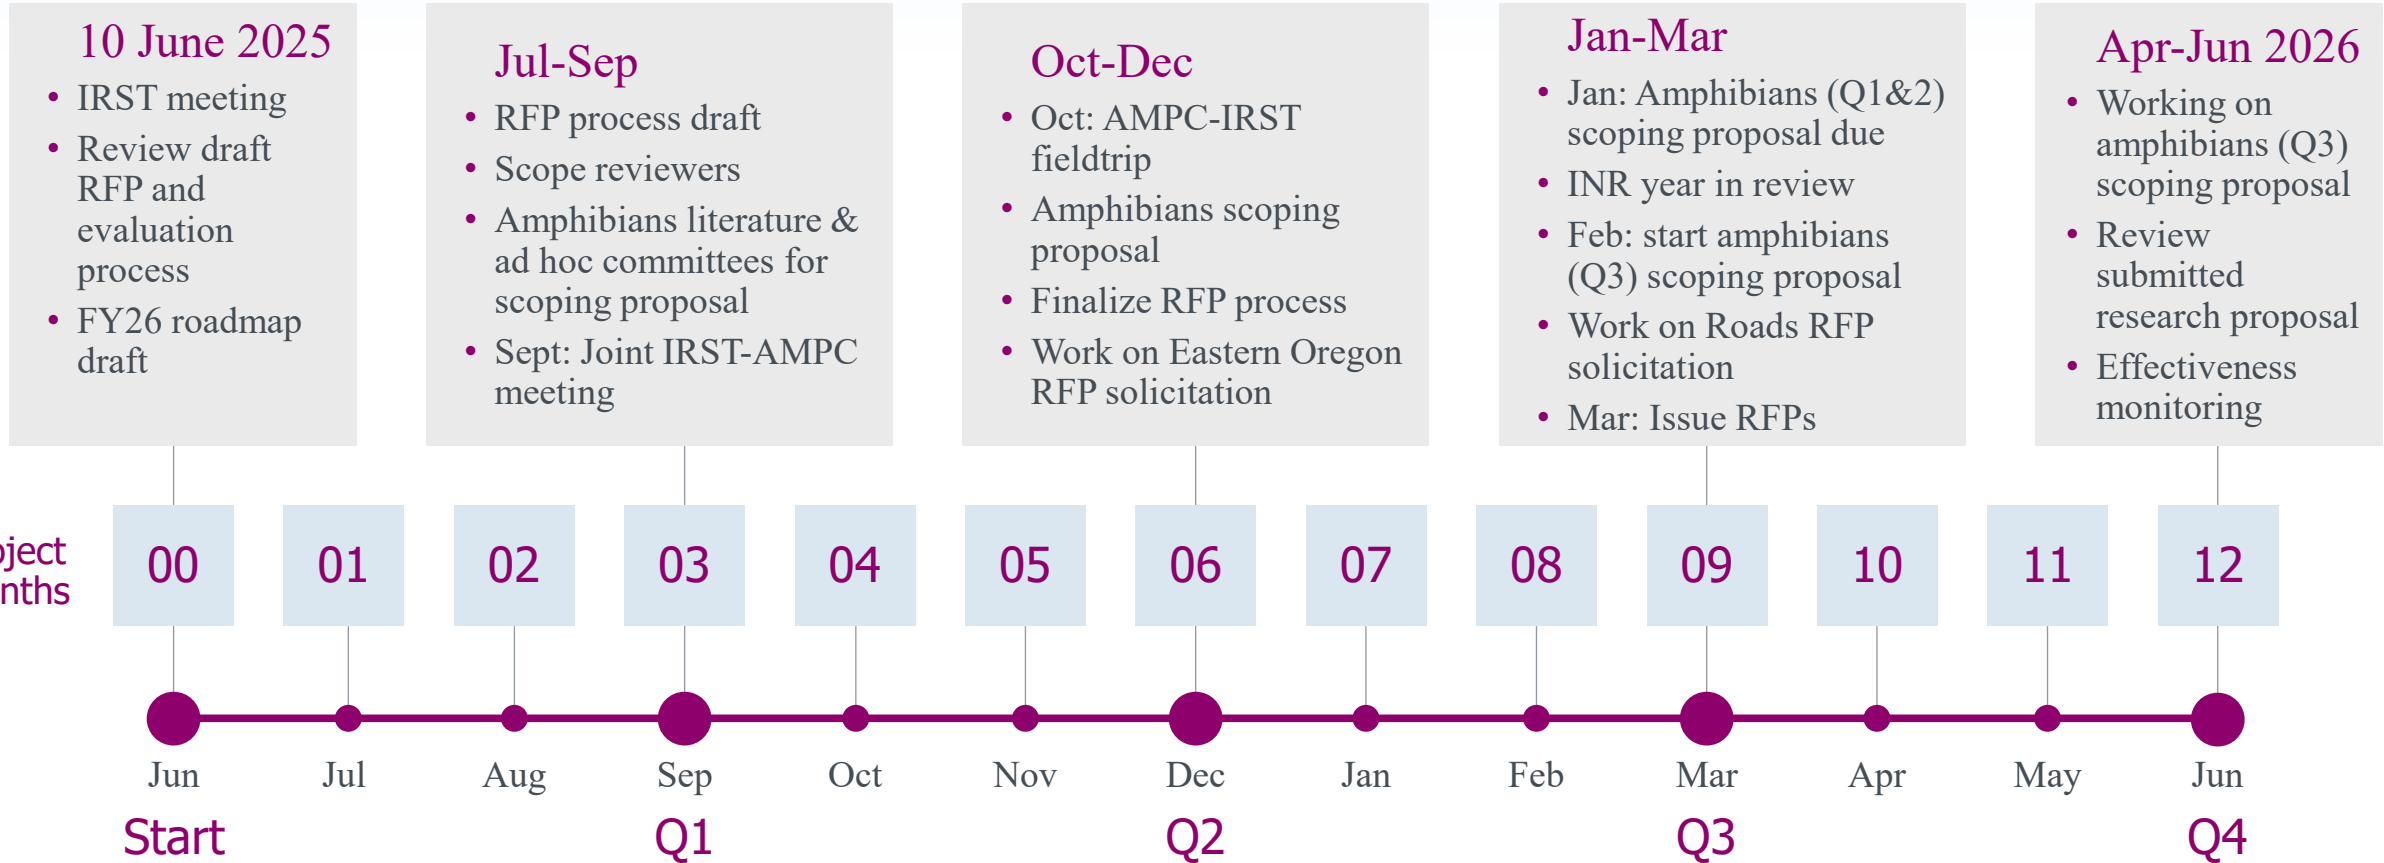 10 June 2025
• IRST meeting
• Review draft
RFP and
evaluation
process
• FY26 roadmap
draft
Jul-Sep
• RFP process draft
• Scope reviewers
• Amphibians literature &
ad hoc committees for
scoping proposal
• Sept: Joint IRST-AMPC
meeting
Oct-Dec
• Oct: AMPC-IRST
fieldtrip
• Amphibians scoping
proposal
• Finalize RFP process
• Work on Eastern Oregon
RFP solicitation
Jan-Mar
• Jan: Amphibians (Q1&2)
scoping proposal due
• INR year in review
• Feb: start amphibians
(Q3) scoping proposal
• Work on Roads RFP
solicitation
• Mar: Issue RFPs
Apr-Jun 2026
• Working on
amphibians (Q3)
scoping proposal
• Review
submitted
research proposal
• Effectiveness
monitoring
00 01 02 03 04 05 06 07 08 09 10 11 12
Jun Jul Aug Sep Oct Nov Dec Jan Feb Mar Apr May Jun
Start Q1 Q2 Q3 Q4